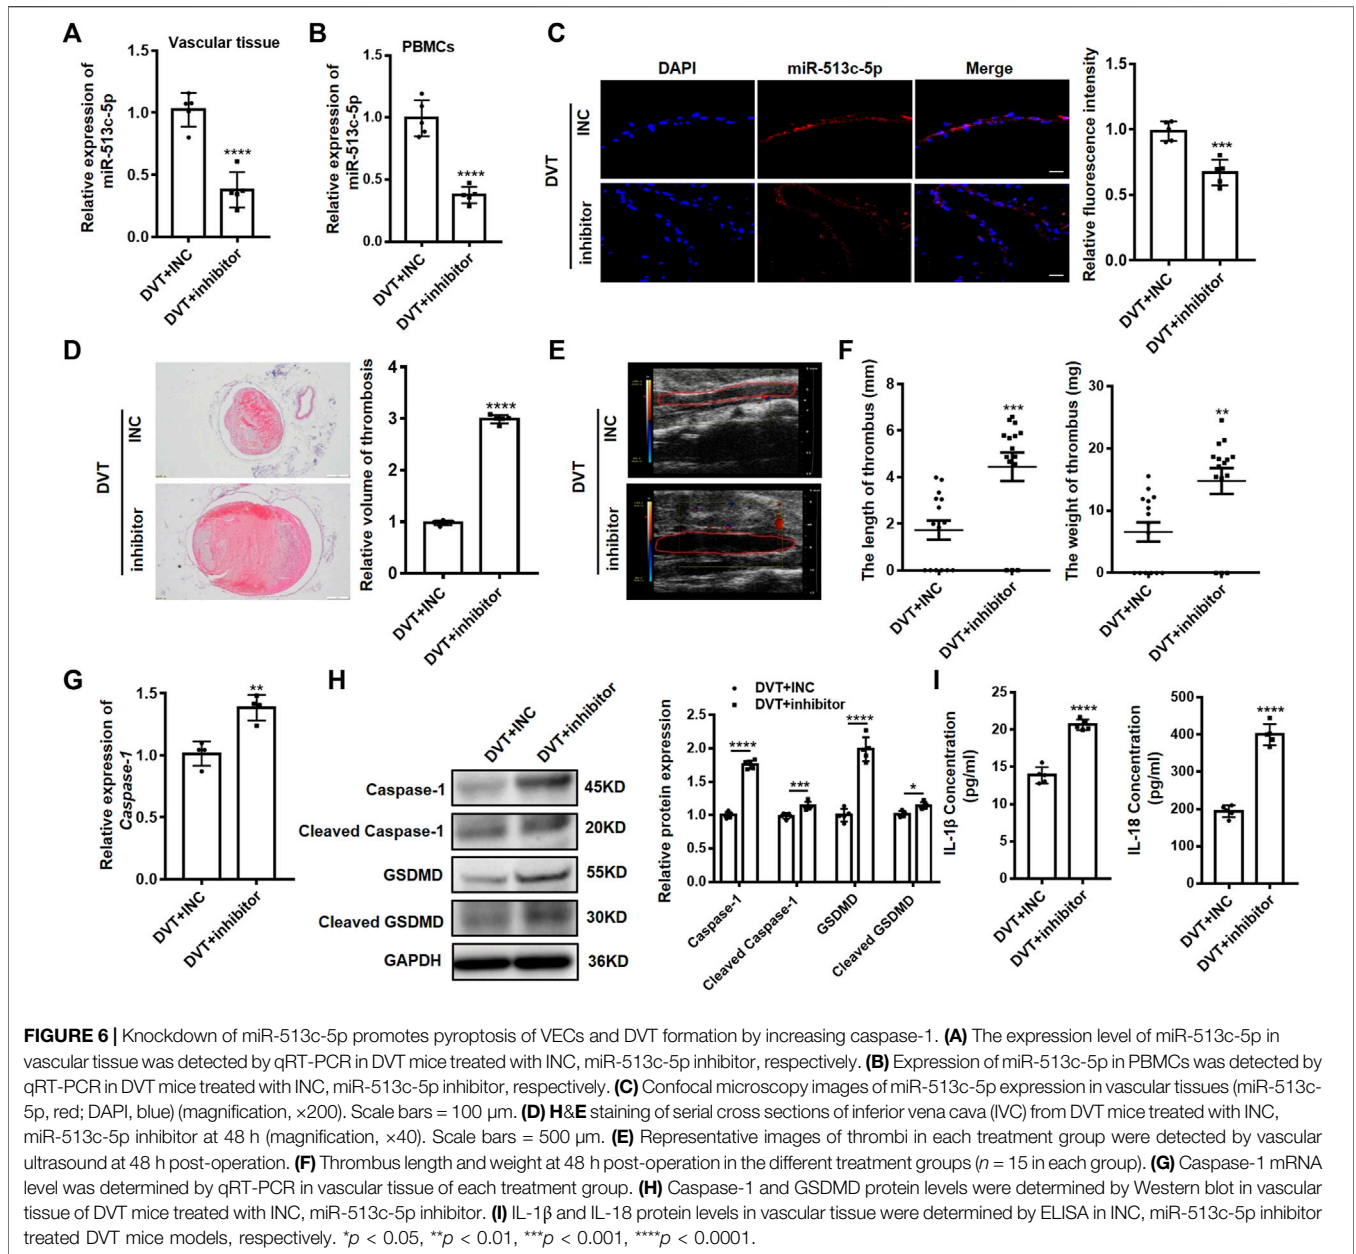 A
Vascular tissue
Relative expression of
miR-513c-5p
1.5
1.0
0.5
0.0
****
DVT+INC
DVT+inhibitor
B
PBMCs
Relative expression of
miR-513c-5p
1.5
1.0
0.5
0.0
****
DVT+INC
DVT+inhibitor
C
DAPI
miR-513c-5p
Merge
DVT
INC
inhibitor
Relative fluorescence intensity
1.5
1.0
0.5
0.0
***
DVT+INC
DVT+inhibitor
D
DVT
INC
inhibitor
Relative volume of thrombosis
4
3
2
1
0
****
DVT+INC
DVT+inhibitor
E
DVT
INC
inhibitor
F
The length of thrombus (mm)
8
6
4
2
0
***
DVT+INC
DVT+inhibitor
The weight of thrombus (mg)
30
20
10
0
**
DVT+INC
DVT+inhibitor
G
Relative expression of
Caspase-1
1.5
1.0
0.5
0.0
**
DVT+INC
DVT+inhibitor
H
DVT+INC
DVT+inhibitor
Caspase-1 45KD
Cleaved Caspase-1 20KD
GSDMD 55KD
Cleaved GSDMD 30KD
GAPDH 36KD
DVT+INC
DVT+inhibitor
Relative protein expression
2.5
2.0
1.5
1.0
0.5
0.0
****
***
****
*
Caspase-1
Cleaved Caspase-1
GSDMD
Cleaved GSDMD
I
IL-1β Concentration
(pg/ml)
25
20
15
10
5
0
****
DVT+INC
DVT+inhibitor
IL-18 Concentration
(pg/ml)
500
400
300
200
100
0
****
DVT+INC
DVT+inhibitor
FIGURE 6 | Knockdown of miR-513c-5p promotes pyroptosis of VECs and DVT formation by increasing caspase-1. (A) The expression level of miR-513c-5p in
vascular tissue was detected by qRT-PCR in DVT mice treated with INC, miR-513c-5p inhibitor, respectively. (B) Expression of miR-513c-5p in PBMCs was detected by
qRT-PCR in DVT mice treated with INC, miR-513c-5p inhibitor, respectively. (C) Confocal microscopy images of miR-513c-5p expression in vascular tissues (miR-513c-
5p, red; DAPI, blue) (magnification, ×200). Scale bars = 100 µm. (D) H&E staining of serial cross sections of inferior vena cava (IVC) from DVT mice treated with INC,
miR-513c-5p inhibitor at 48 h (magnification, ×40). Scale bars = 500 µm. (E) Representative images of thrombi in each treatment group were detected by vascular
ultrasound at 48 h post-operation. (F) Thrombus length and weight at 48 h post-operation in the different treatment groups (n = 15 in each group). (G) Caspase-1 mRNA
level was determined by qRT-PCR in vascular tissue of each treatment group. (H) Caspase-1 and GSDMD protein levels were determined by Western blot in vascular
tissue of DVT mice treated with INC, miR-513c-5p inhibitor. (I) IL-1β and IL-18 protein levels in vascular tissue were determined by ELISA in INC, miR-513c-5p inhibitor
treated DVT mice models, respectively. *p < 0.05, **p < 0.01, ***p < 0.001, ****p < 0.0001.